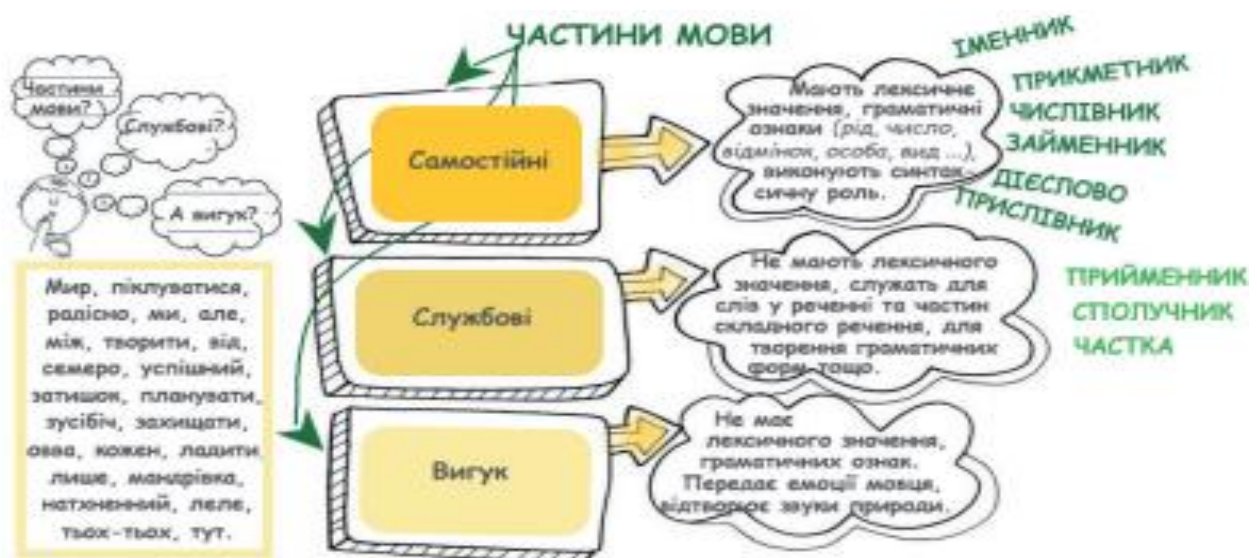 ЧАСТИНИ МОВИ
Частини
мови?
Службові?
А вигук?
Самостійні
Мають лексичне
значення, граматичні
ознаки (рід, число,
відмінок, особа, вид ...),
виконують синтак-
сичну роль.
ІМЕННИК
ПРИКМЕТНИК
ЧИСЛІВНИК
ЗАЙМЕННИК
ДІЄСЛОВО
ПРИСЛІВНИК
Мир, піклуватися,
радісно, ми, але,
між, творити, від,
семеро, успішний,
затишок, планувати,
зусібіч, захищати,
овва, кожен, ладити,
лише, мандрівка,
натхненний, леле,
тьох-тьох, тут.
Службові
Не мають лексичного
значення, служать для
слів у реченні та частин
складного речення, для
творення граматичних
форм тощо.
ПРИЙМЕННИК
СПОЛУЧНИК
ЧАСТКА
Вигук
Не має
лексичного значення,
граматичних ознак.
Передає емоції мовця,
відтворює звуки природи.